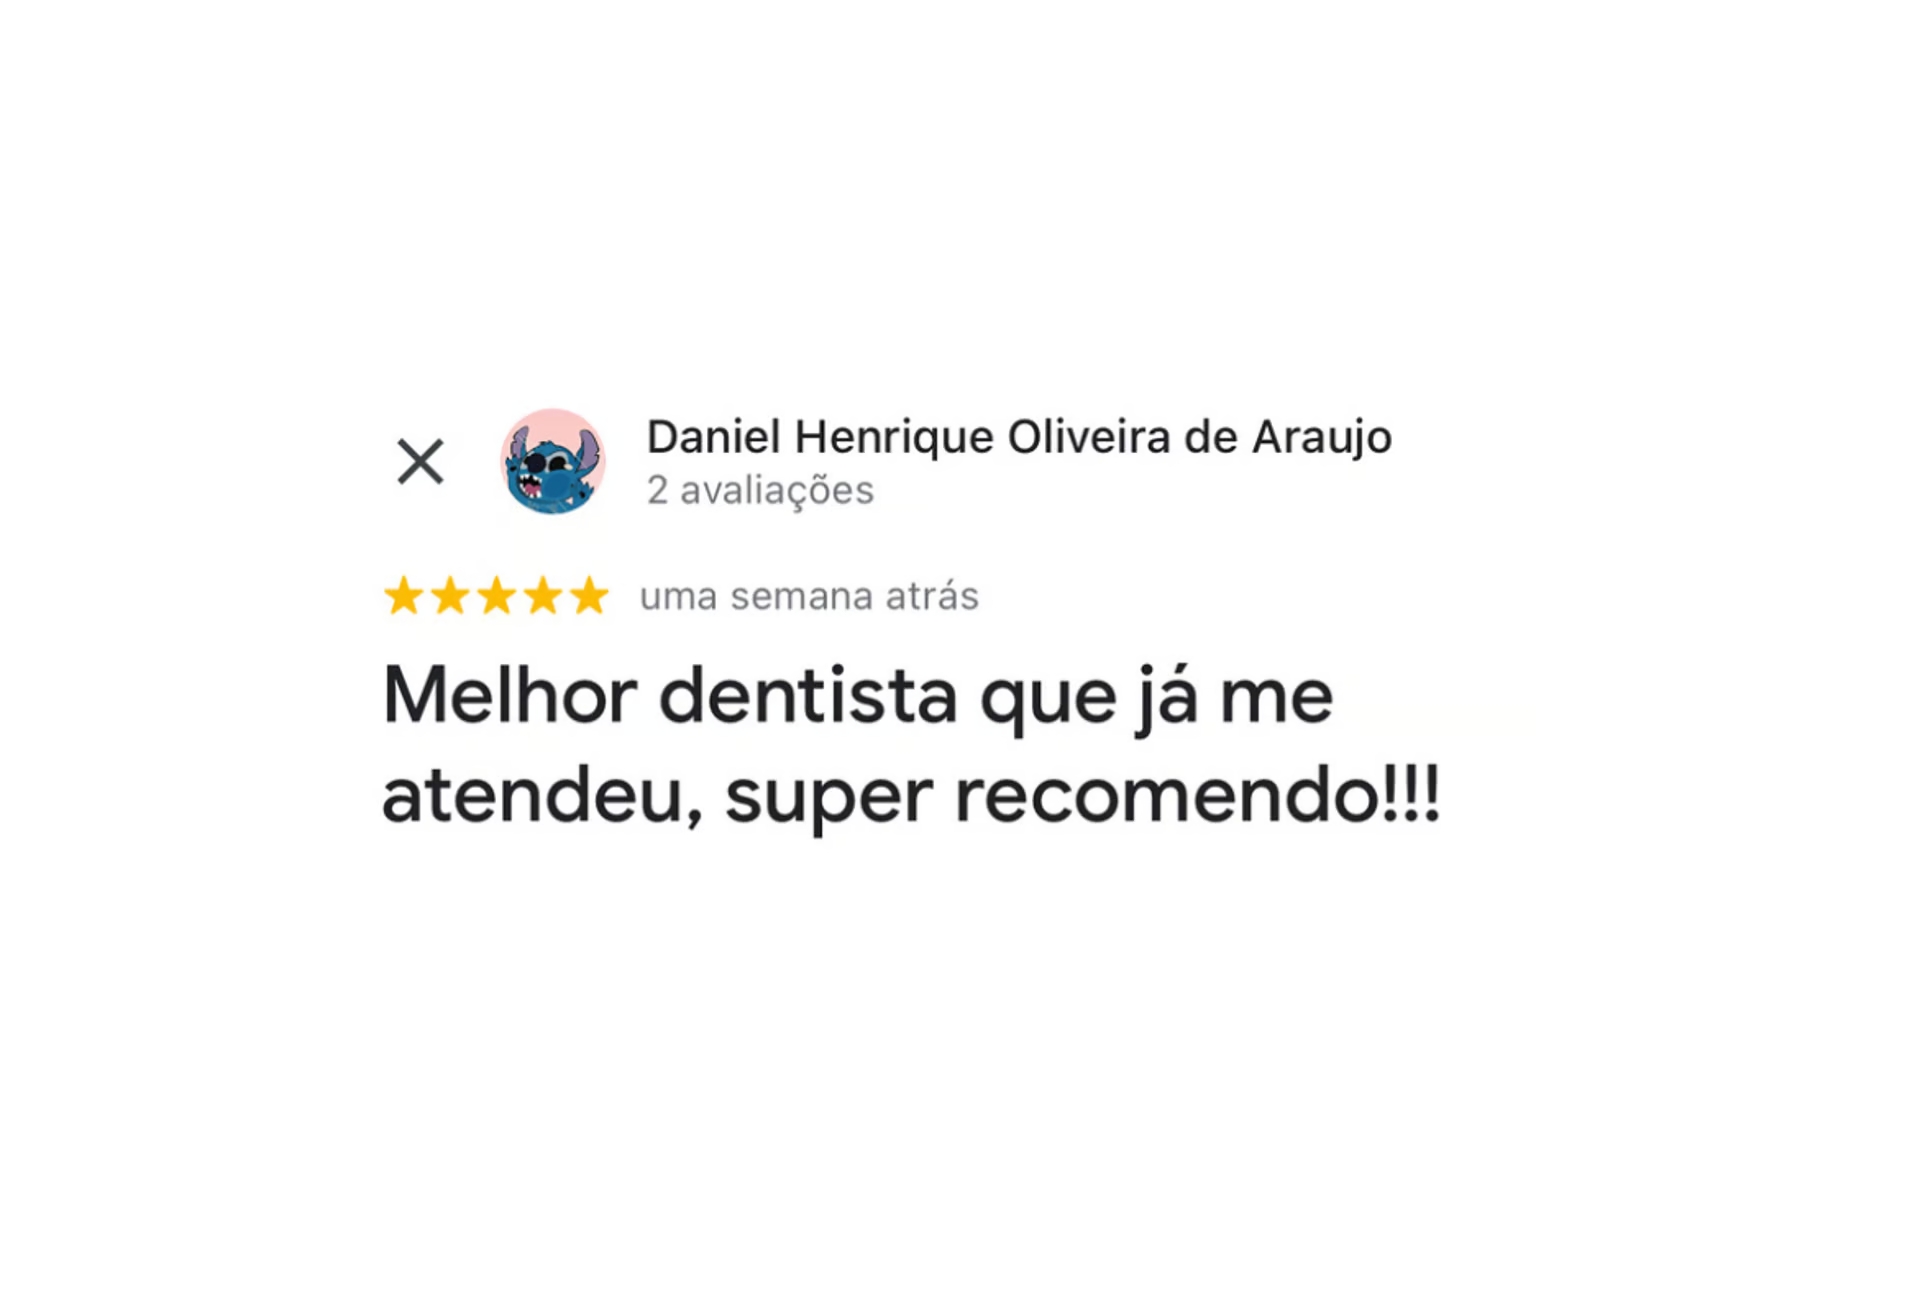 Daniel Henrique Oliveira de Araujo
2 avaliações
uma semana atrás
Melhor dentista que já me
atendeu, super recomendo!!!